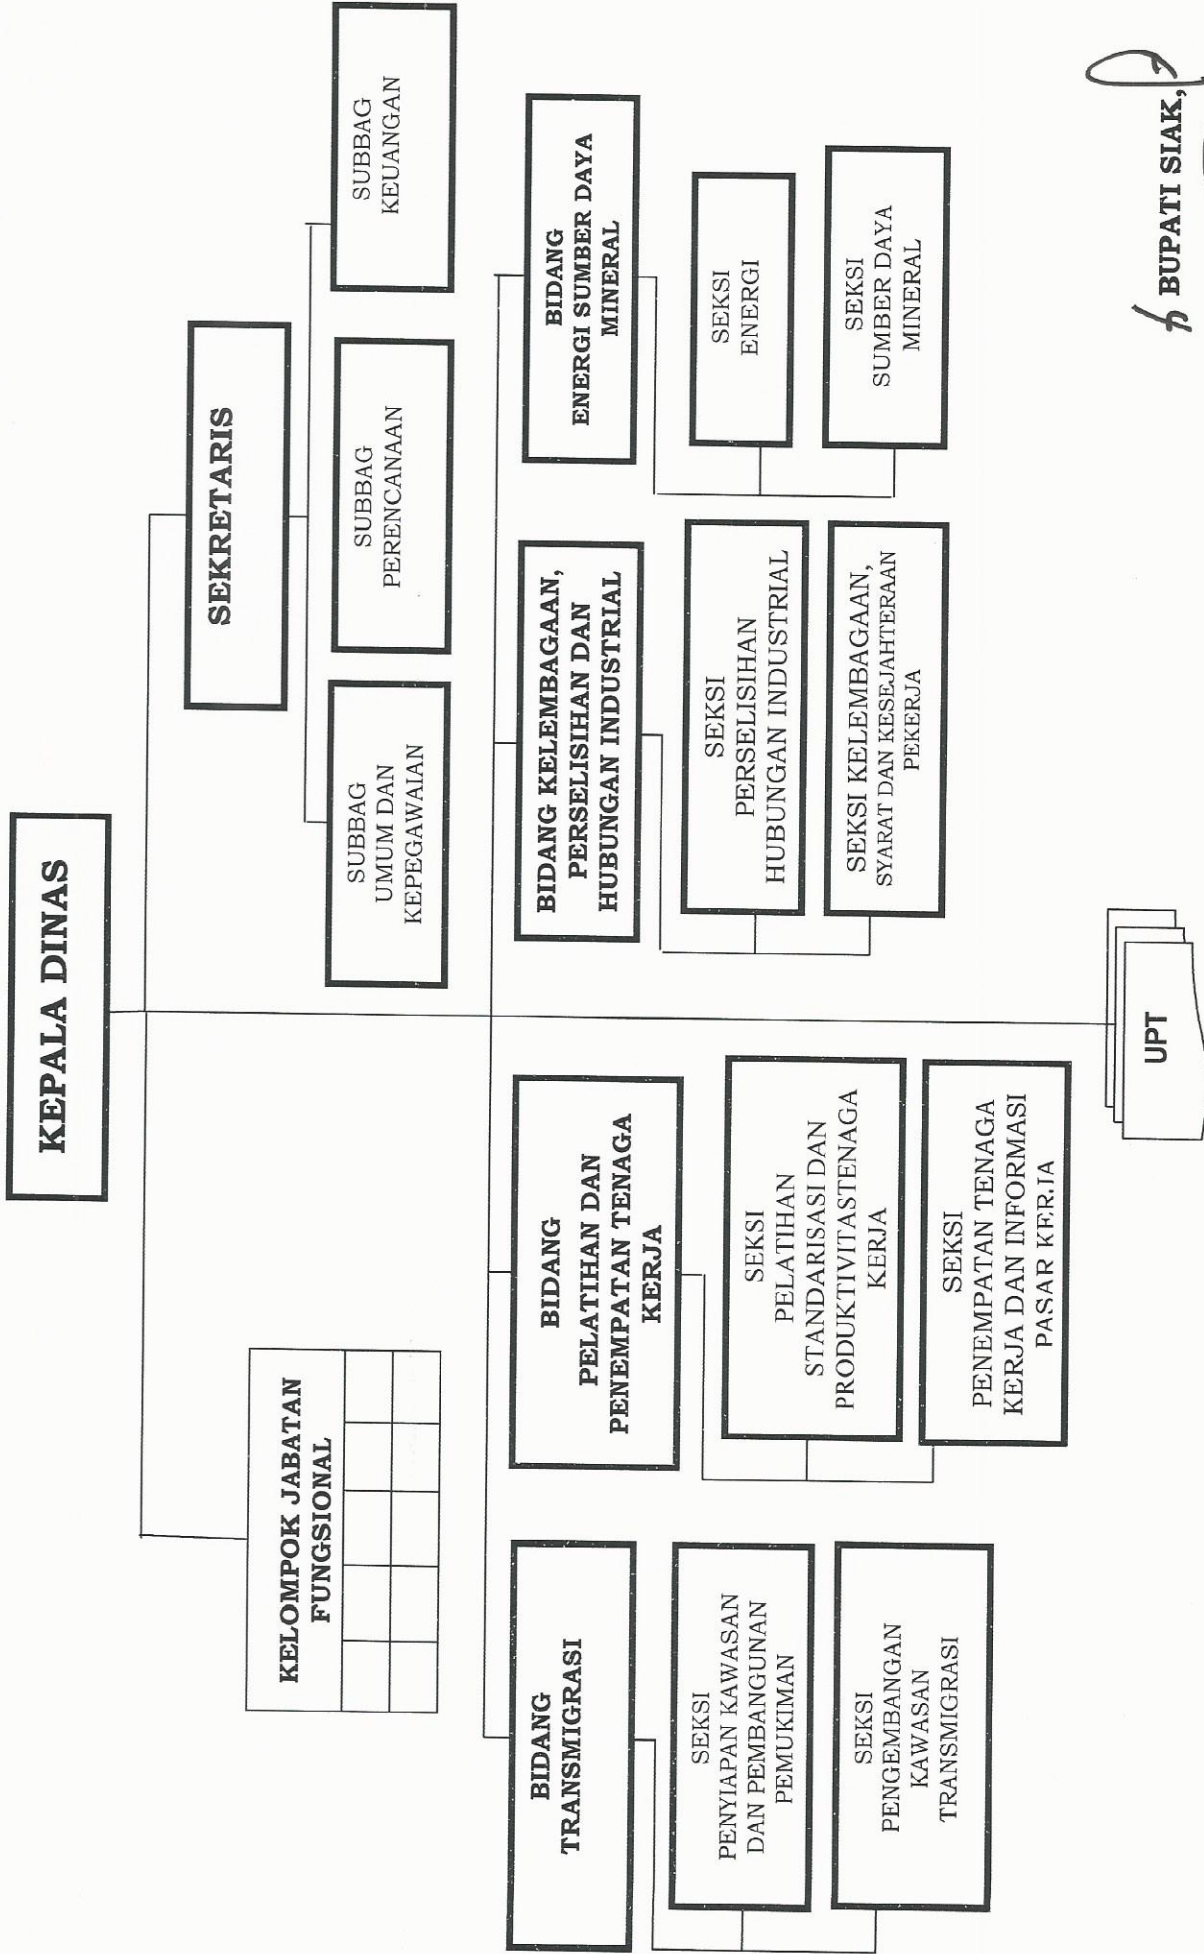 KEPALA DINAS
KELOMPOK JABATAN
FUNGSIONAL
SEKRETARIS
SUBBAG
UMUM DAN
KEPEGAWAIAN
SUBBAG
PERENCANAAN
SUBBAG
KEUANGAN
BIDANG
TRANSMIGRASI
SEKSI
PENYIAPAN KAWASAN
DAN PEMBANGUNAN
PEMUKIMAN
SEKSI
PENGEMBANGAN
KAWASAN
TRANSMIGRASI
BIDANG
PELATIHAN DAN
PENEMPATAN TENAGA
KERJA
SEKSI
PELATIHAN
STANDARISASI DAN
PRODUKTIVITASTENAGA
KERJA
SEKSI
PENEMPATAN TENAGA
KERJA DAN INFORMASI
PASAR KERJA
BIDANG KELEMBAGAAN,
PERSELISIHAN DAN
HUBUNGAN INDUSTRIAL
SEKSI
PERSELISIHAN
HUBUNGAN INDUSTRIAL
SEKSI KELEMBAGAAN,
SYARAT DAN KESEJAHTERAAN
PEKERJA
BIDANG
ENERGI SUMBER DAYA
MINERAL
SEKSI
ENERGI
SEKSI
SUMBER DAYA
MINERAL
UPT
BUPATI SIAK,